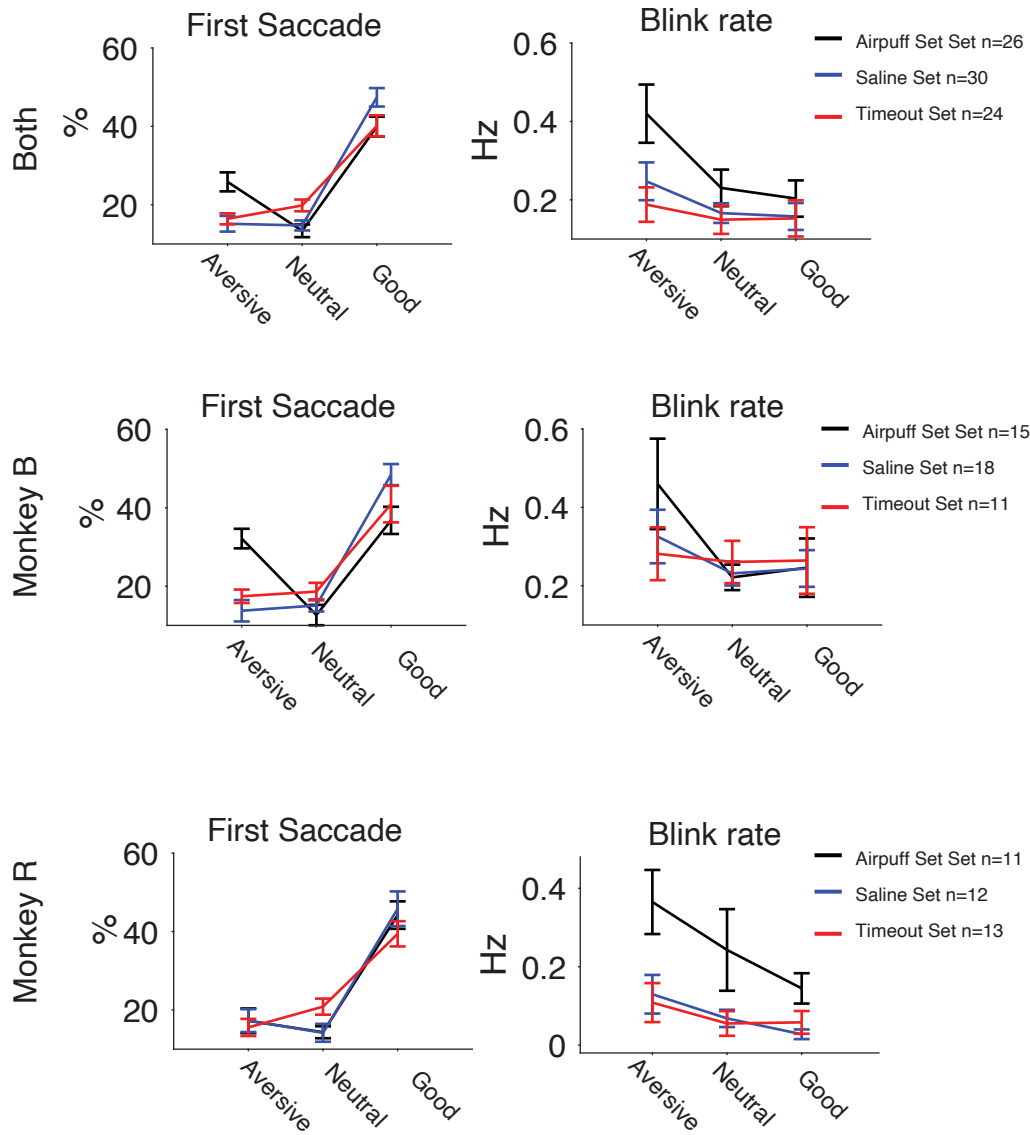 First Saccade
Blink rate
Both
%
60
40
20
Aversive
Neutral
Good
Hz
0.6
0.4
0.2
Aversive
Neutral
Good
Airpuff Set Set n=26
Saline Set n=30
Timeout Set n=24
First Saccade
Blink rate
Monkey B
%
60
40
20
Aversive
Neutral
Good
Hz
0.6
0.4
0.2
Aversive
Neutral
Good
Airpuff Set Set n=15
Saline Set n=18
Timeout Set n=11
First Saccade
Blink rate
Monkey R
%
60
40
20
Aversive
Neutral
Good
Hz
0.4
0.2
0
Aversive
Neutral
Good
Airpuff Set Set n=11
Saline Set n=12
Timeout Set n=13